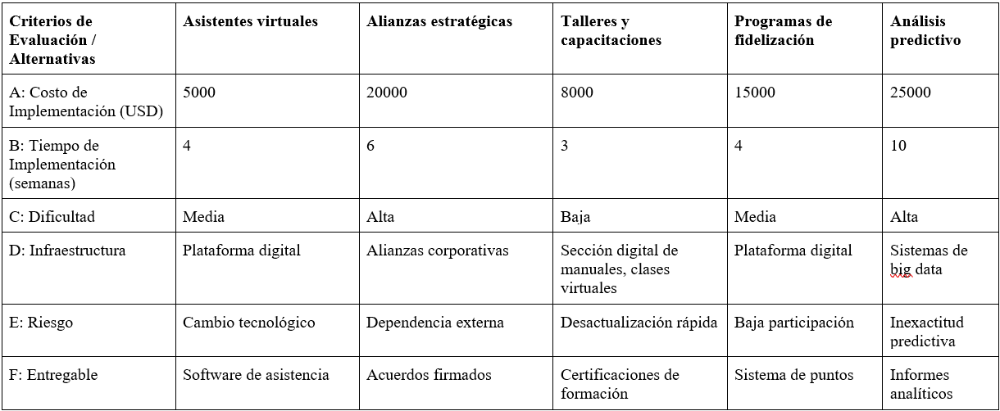 Criterios de
Evaluación /
Alternativas
Asistentes virtuales
Alianzas estratégicas
Talleres y
capacitaciones
Programas de
fidelización
Análisis
predictivo
A: Costo de
Implementación (USD)
5000
20000
8000
15000
25000
B: Tiempo de
Implementación
(semanas)
4
6
3
4
10
C: Dificultad
Media
Alta
Baja
Media
Alta
D: Infraestructura
Plataforma digital
Alianzas corporativas
Sección digital de
manuales, clases
virtuales
Plataforma digital
Sistemas de
big data
E: Riesgo
Cambio tecnológico
Dependencia externa
Desactualización rápida
Baja participación
Inexactitud
predictiva
F: Entregable
Software de asistencia
Acuerdos firmados
Certificaciones de
formación
Sistema de puntos
Informes
analíticos